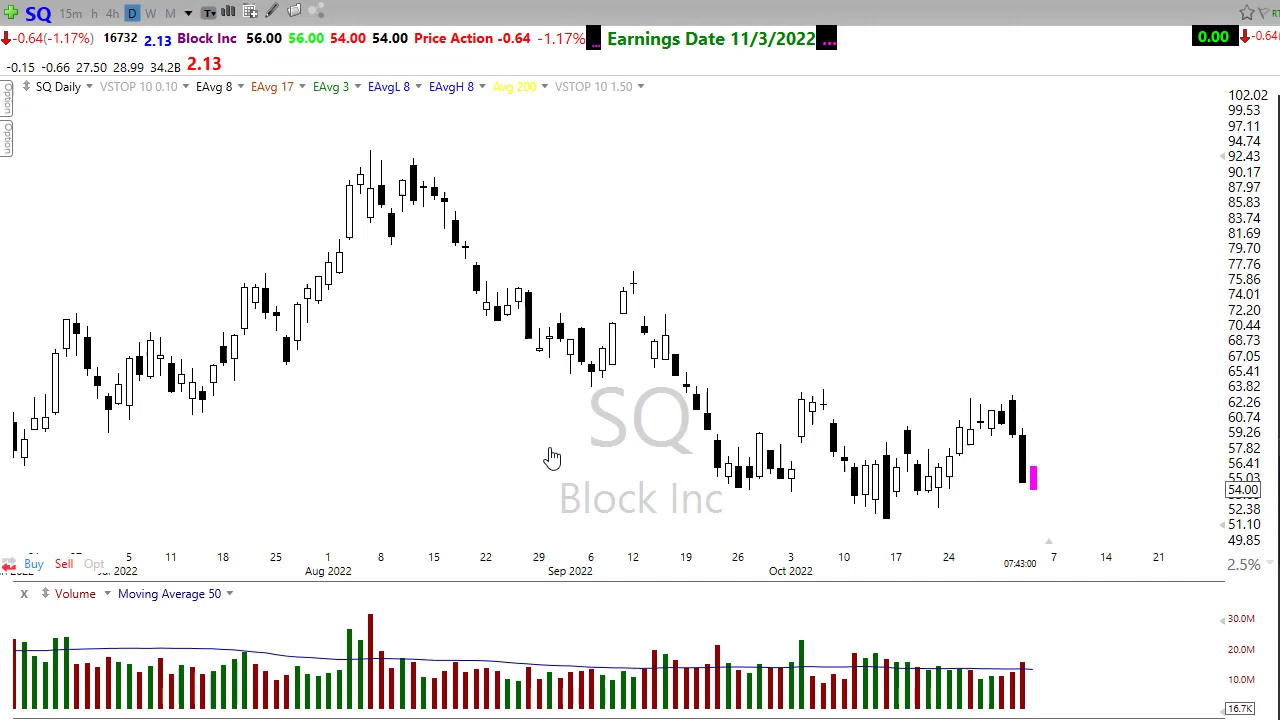 SQ 15m h 4h D W M
-0.64(-1.17%) 16732 2.13 Block Inc 56.00 56.00 54.00 54.00 Price Action -0.64 -1.17% ... Earnings Date 11/3/2022 ... 0.00 -0.64(
-0.15 -0.66 27.50 28.99 34.2B 2.13
SQ Daily VSTOP 10 0.10 EAvg 8 EAvg 17 EAvg 3 EAvgL 8 EAvgH 8 Avg 200 VSTOP 10 1.50
Option
Option
102.02
99.53
97.11
94.74
92.43
90.17
87.97
85.83
83.74
81.69
79.70
77.76
75.86
74.01
72.20
70.44
68.73
67.05
65.41
63.82
62.26
60.74
59.26
57.82
56.41
55.03
54.00
52.38
51.10
49.85
SQ
Block Inc
5 11 18 25 1 8 15 22 29 6 12 19 26 3 10 17 24 7 14 21
2022 Aug 2022 Sep 2022 Oct 2022 07:43:00
Buy Sell Opt 2.5%
x Volume Moving Average 50
30.0M
20.0M
10.0M
16.7K